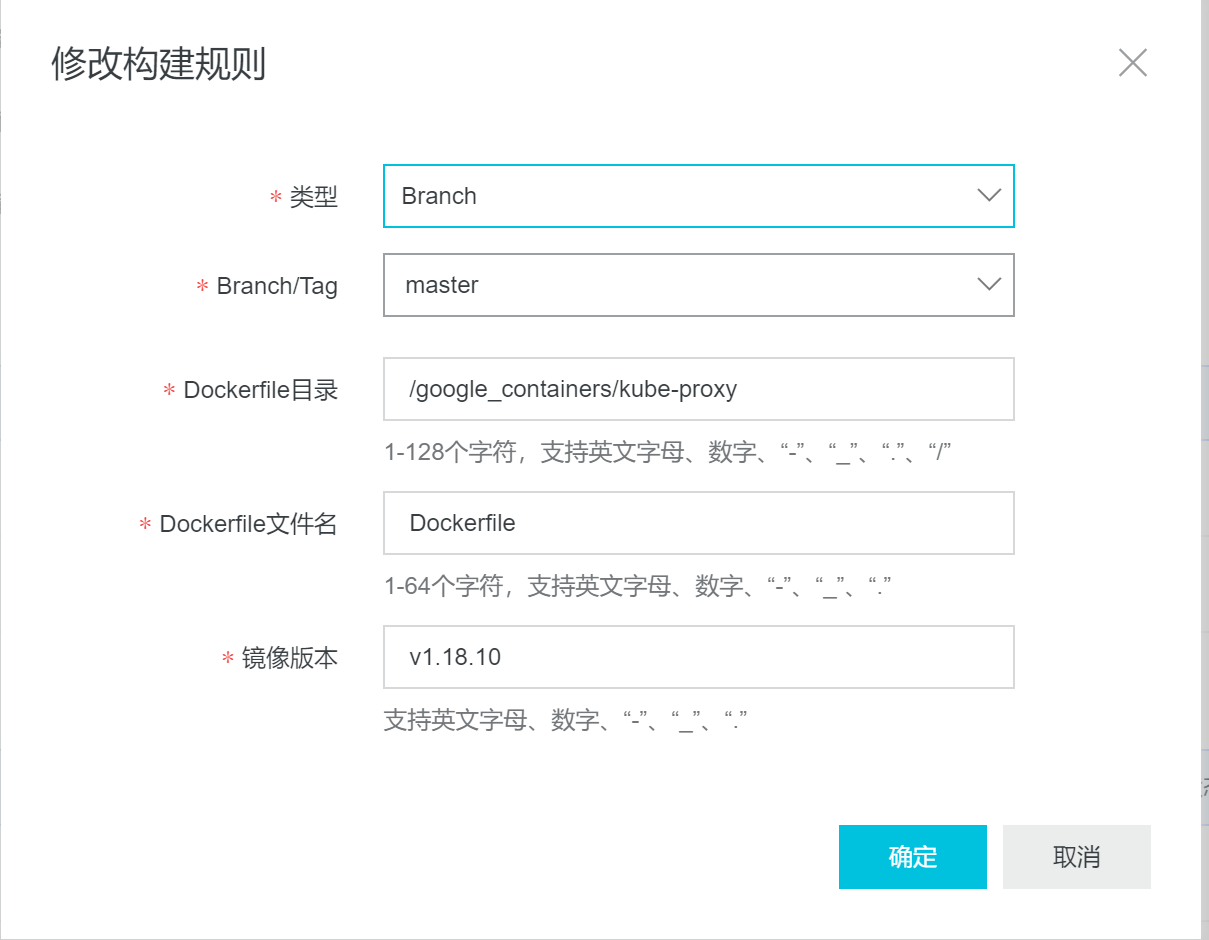 修改构建规则
* 类型 Branch
* Branch/Tag master
* Dockerfile目录 /google_containers/kube-proxy
1-128个字符，支持英文字母、数字、“-”、“_”、“.”、“/”
* Dockerfile文件名 Dockerfile
1-64个字符，支持英文字母、数字、“-”、“_”、“.”
* 镜像版本 v1.18.10
支持英文字母、数字、“-”、“_”、“.”
确定 取消